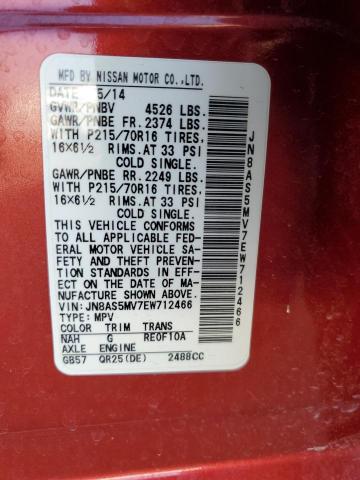 MFD BY NISSAN MOTOR CO.,LTD.
DATE 5/14
GVWR/PNBV 4526 LBS.
GAWR/PNBE FR. 2374 LBS.
WITH P215/70R16 TIRES,
16X6½ RIMS. AT 33 PSI
COLD SINGLE.
GAWR/PNBE RR. 2249 LBS.
WITH P215/70R16 TIRES,
16X6½ RIMS. AT 33 PSI
COLD SINGLE.
THIS VEHICLE CONFORMS
TO ALL APPLICABLE FED-
ERAL MOTOR VEHICLE SA-
FETY AND THEFT PREVENTION
STANDARDS IN EFFECT
ON THE DATE OF MA-
NUFACTURE SHOWN ABOVE.
VIN: JN8AS5MV7EW712466
TYPE: MPV
COLOR TRIM TRANS
NAH G RE0F10A
AXLE ENGINE
GB57 QR25(DE) 2488CC
JN8AS5MV7EW712466